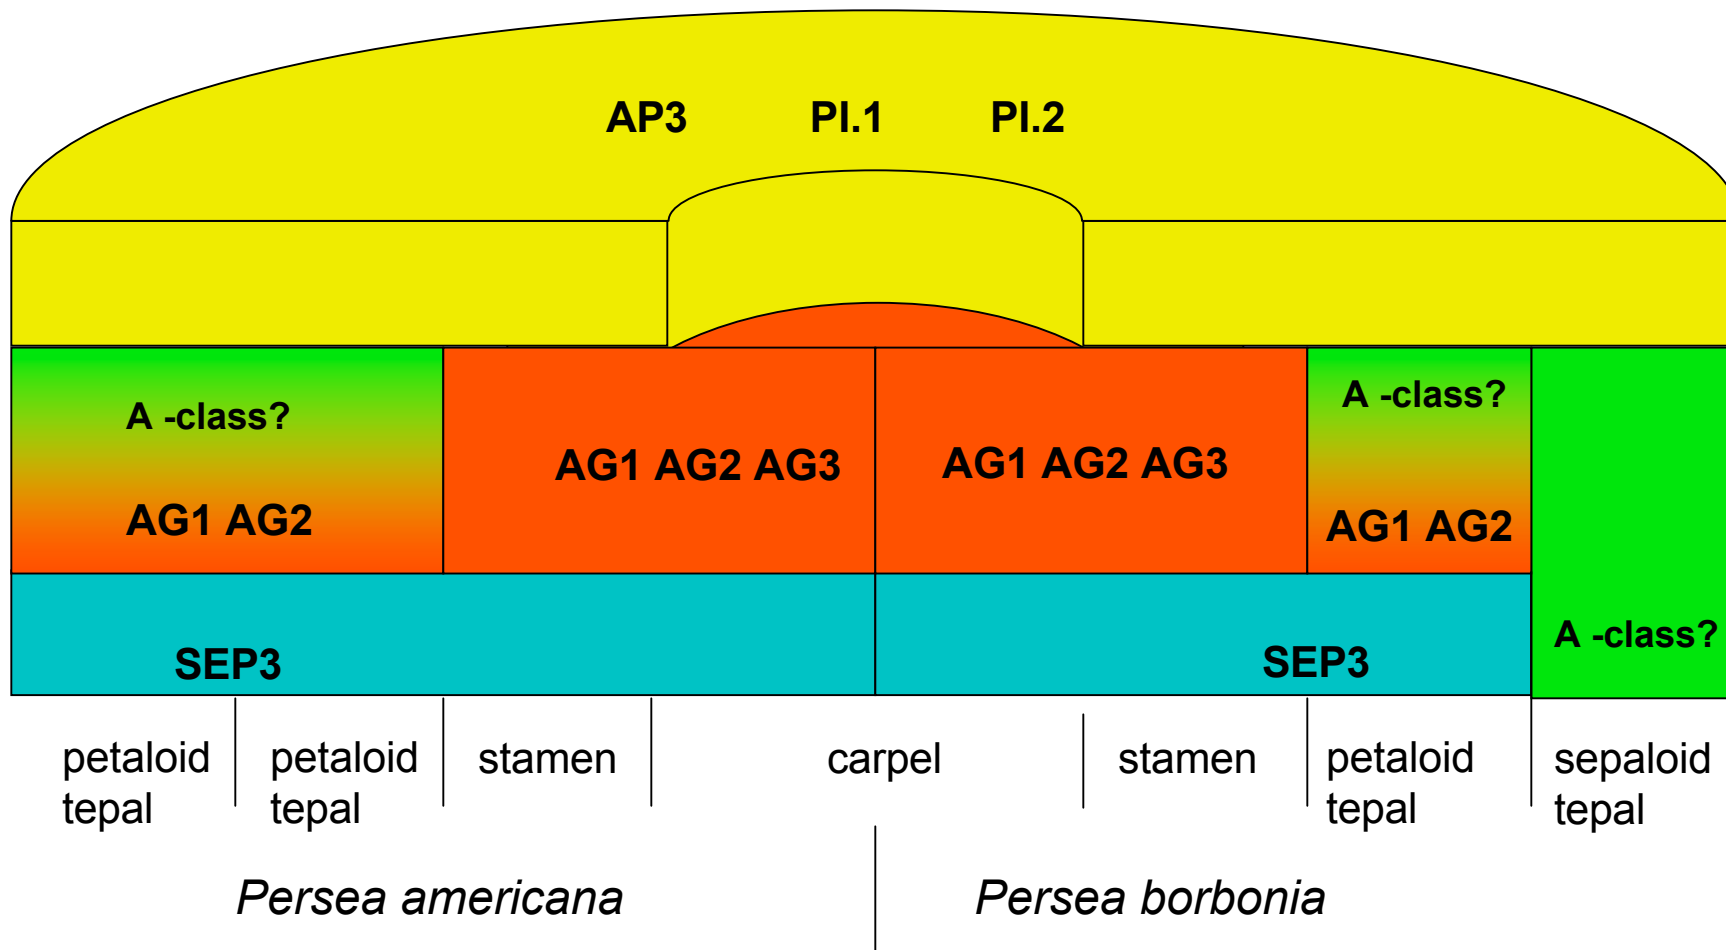 AP3 PI.1 PI.2
A -class? A -class?
AG1 AG2 AG3 AG1 AG2 AG3
AG1 AG2 AG1 AG2
A -class?
SEP3 SEP3
petaloid petaloid stamen carpel stamen petaloid sepaloid
tepal tepal tepal tepal
Persea americana Persea borbonia